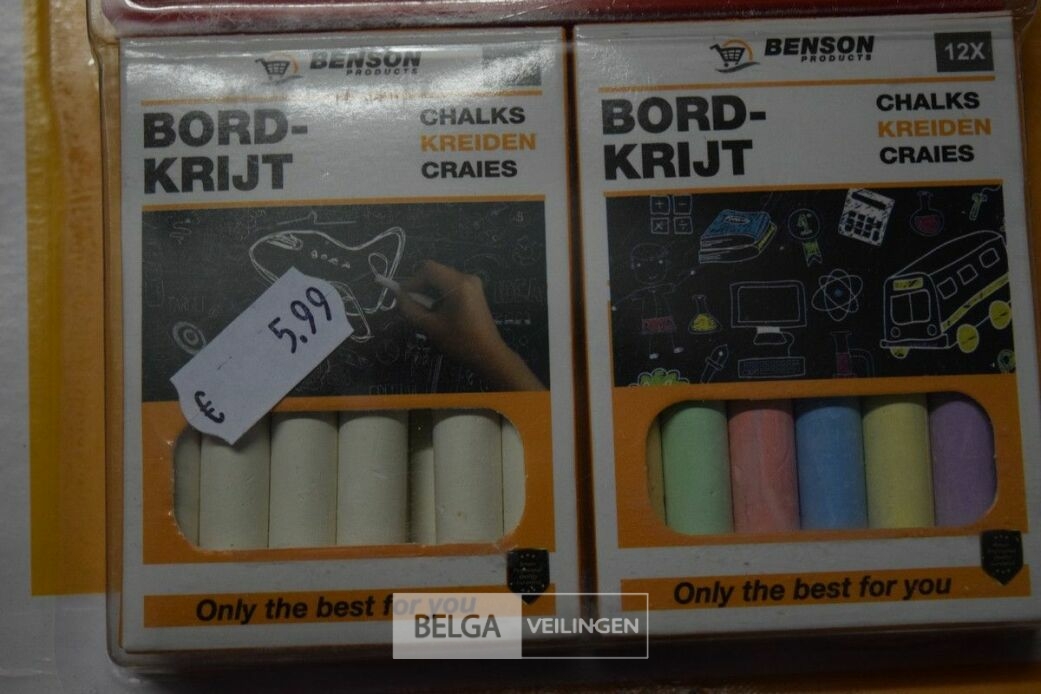 BENSON
PRODUCTS
BORD-
KRIJT
CHALKS
KREIDEN
CRAIES
5.99
€
Only the best for you
BENSON
PRODUCTS
12X
BORD-
KRIJT
CHALKS
KREIDEN
CRAIES
Only the best for you
BELGA VEILINGEN